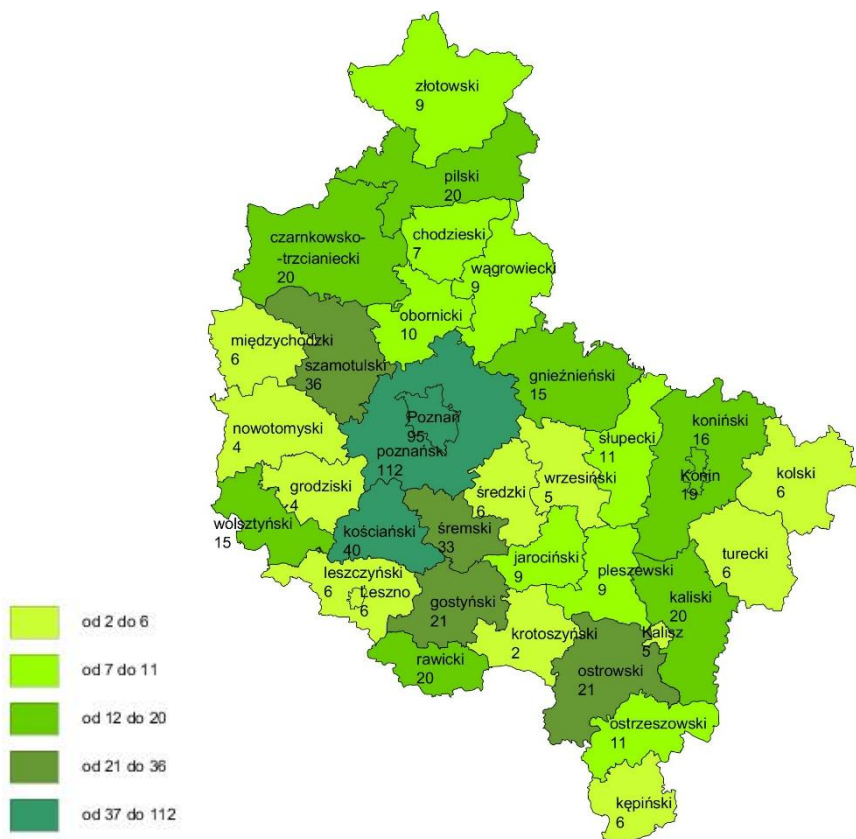 złotowski
9
pilski
20
czarnkowsko-
-trzcianiecki
20
chodzieski
7
wągrowiecki
9
obornicki
10
międzychodzki
6
szamotulski
36
gnieźnieński
15
Poznań
95
poznański
112
nowotomyski
4
słupecki
11
koniński
16
Konin
19
kolski
6
grodziski
4
średzki
6
wrzesiński
5
wolsztyński
15
kościański
40
śremski
33
jarociński
9
pleszewski
9
turecki
6
leszczyński
6
Leszno
6
gostyński
21
kaliski
20
krotoszyński
2
Kalisz
5
rawicki
20
ostrowski
21
ostrzeszowski
11
kępiński
6
od 2 do 6
od 7 do 11
od 12 do 20
od 21 do 36
od 37 do 112